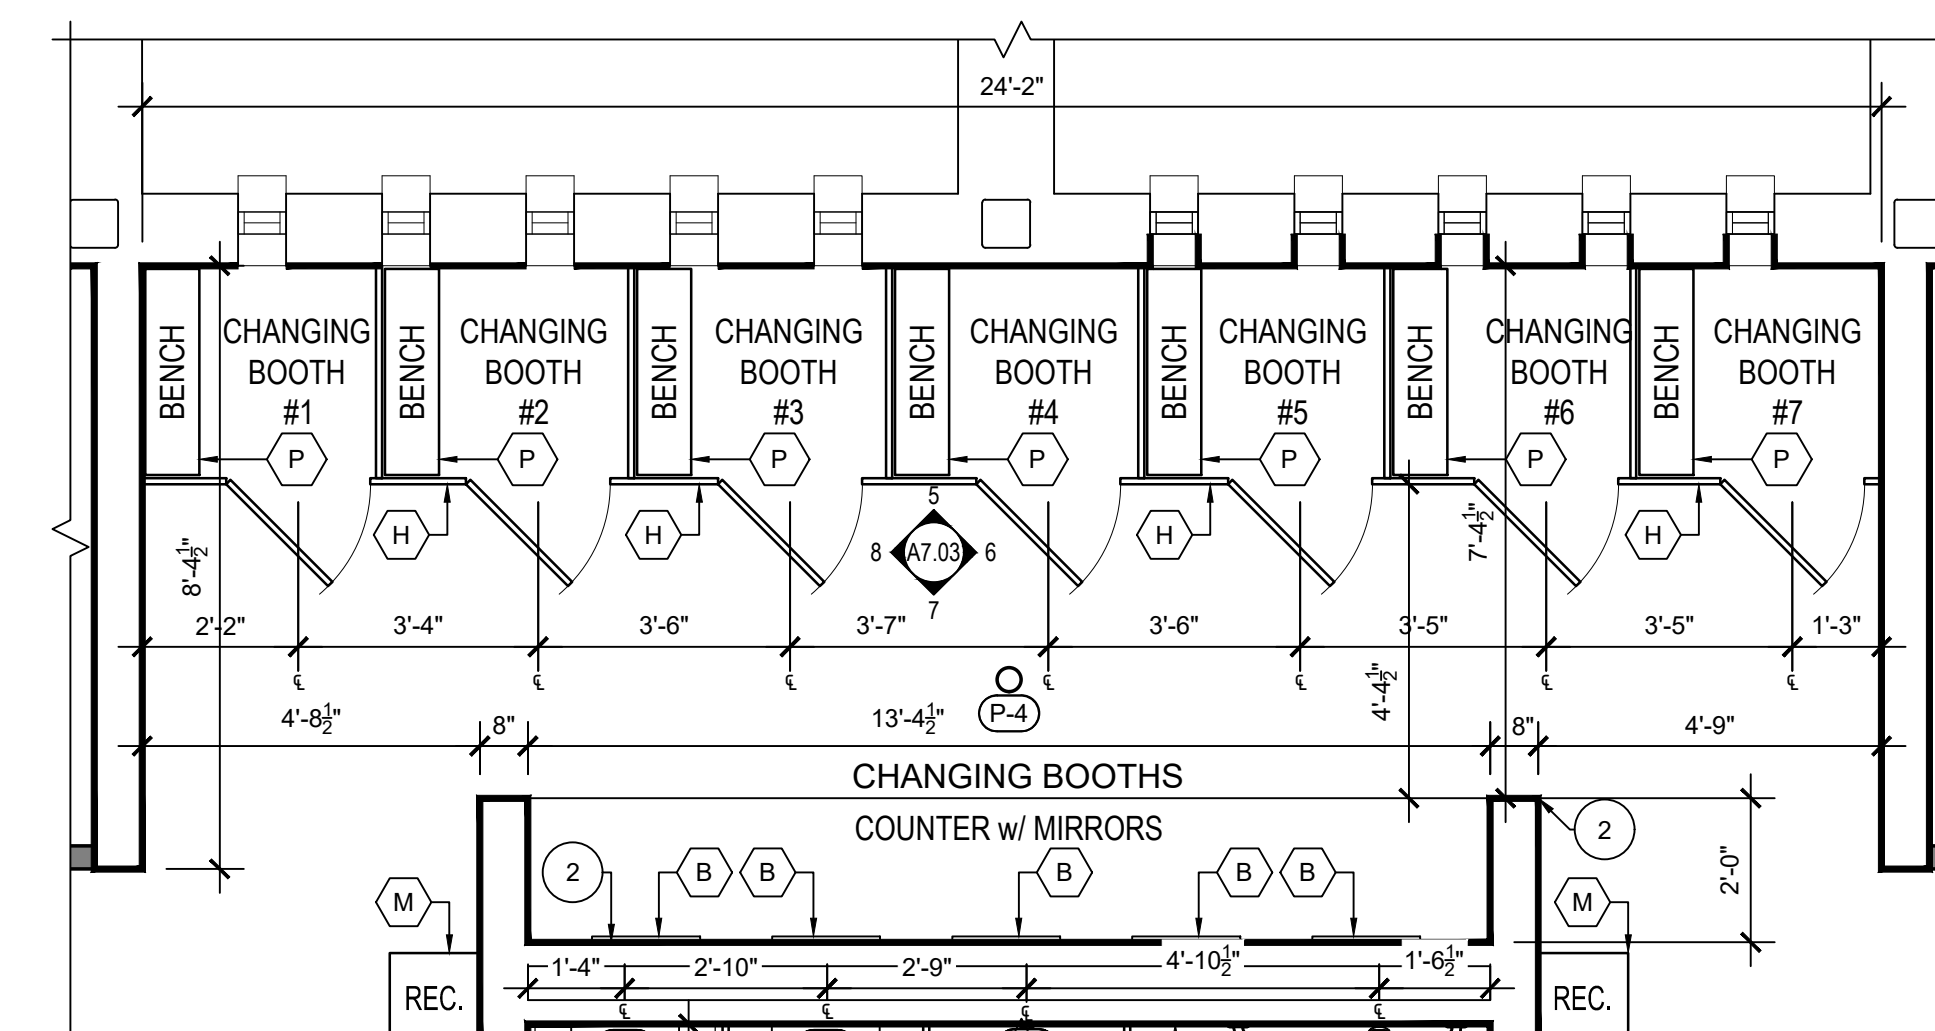 24'-2"
CHANGING BOOTH #1
CHANGING BOOTH #2
CHANGING BOOTH #3
CHANGING BOOTH #4
CHANGING BOOTH #5
CHANGING BOOTH #6
CHANGING BOOTH #7
BENCH
BENCH
BENCH
BENCH
BENCH
BENCH
BENCH
P
P
P
P
P
P
P
H
H
H
H
5
8 A7.03 6
7
8'-4½"
7'-4½"
2'-2" 3'-4" 3'-6" 3'-7" 3'-6" 3'-5" 3'-5" 1'-3"
℄ ℄ ℄ ℄ ℄ ℄ ℄
P-4
4'-4½"
4'-8½" 8" 13'-4½" 8" 4'-9"
CHANGING BOOTHS
COUNTER w/ MIRRORS
2
2
B B B B B
M
M
2'-0"
1'-4" 2'-10" 2'-9" 4'-10½" 1'-6½"
℄ ℄ ℄ ℄
REC.
REC.